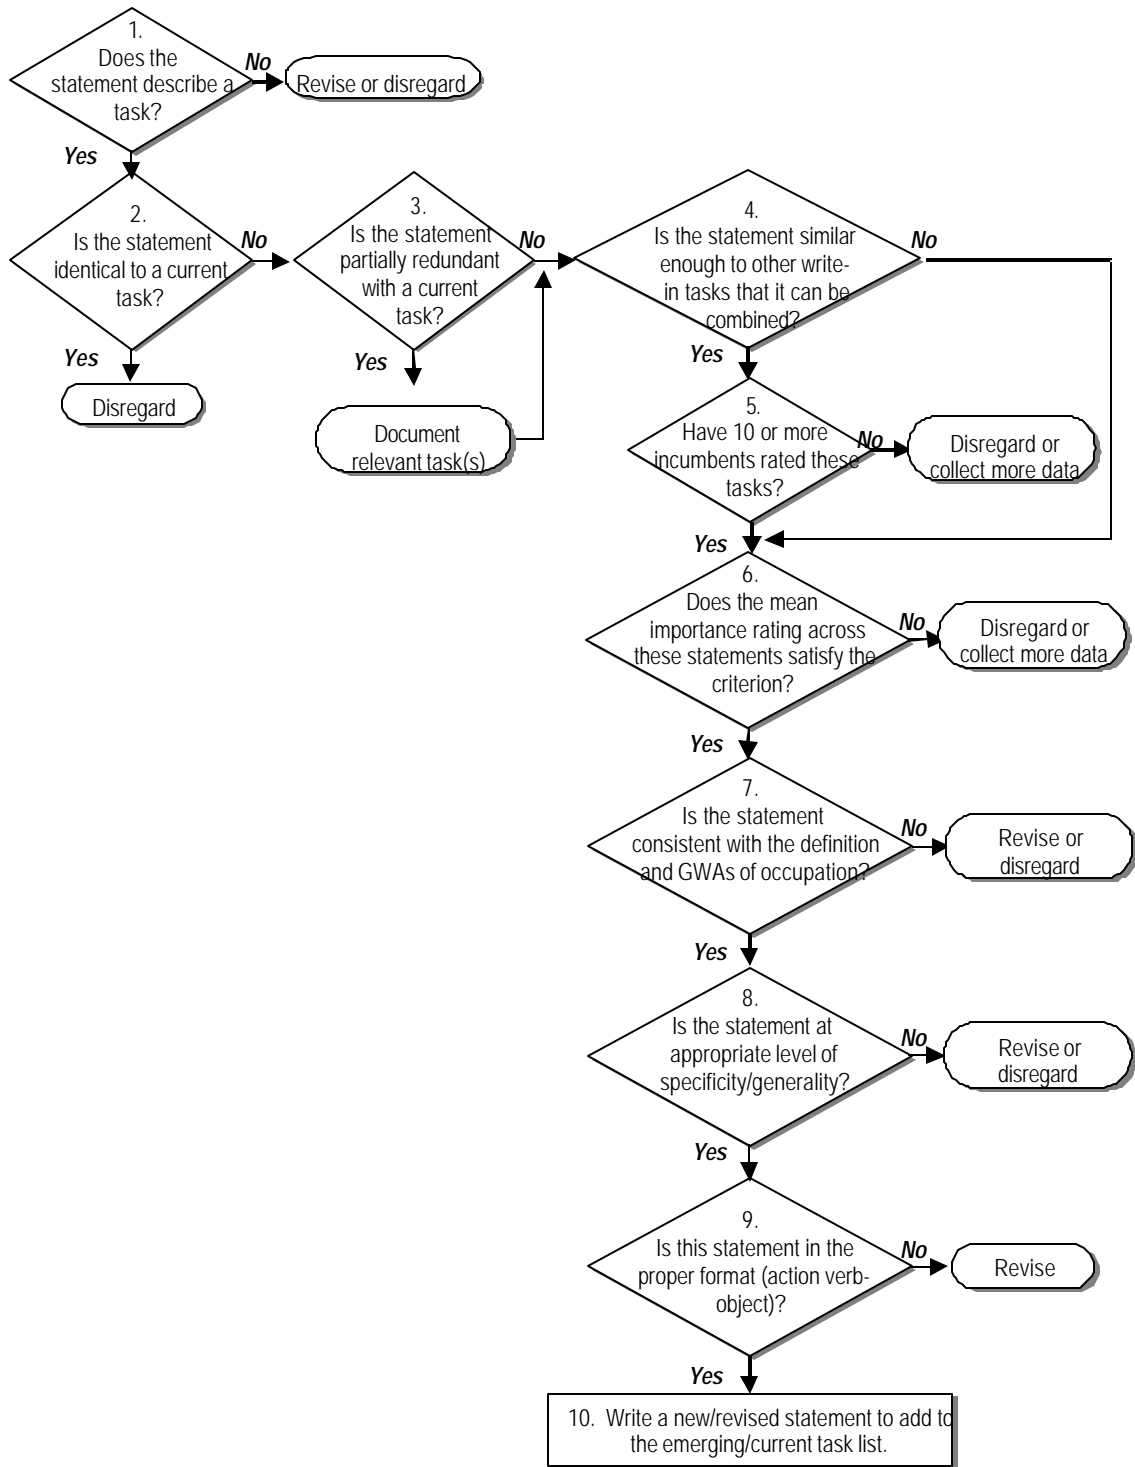 1.
Does the
statement describe a
task?
No
Revise or disregard
Yes
2.
Is the statement
identical to a current
task?
No
Yes
Disregard
3.
Is the statement
partially redundant
with a current
task?
No
Yes
Document
relevant task(s)
4.
Is the statement similar
enough to other write-
in tasks that it can be
combined?
No
Yes
5.
Have 10 or more
incumbents rated these
tasks?
No
Disregard or
collect more data
Yes
6.
Does the mean
importance rating across
these statements satisfy the
criterion?
No
Disregard or
collect more data
Yes
7.
Is the statement
consistent with the definition
and GWAs of occupation?
No
Revise or
disregard
Yes
8.
Is the statement at
appropriate level of
specificity/generality?
No
Revise or
disregard
Yes
9.
Is this statement in the
proper format (action verb-
object)?
No
Revise
Yes
10. Write a new/revised statement to add to
the emerging/current task list.